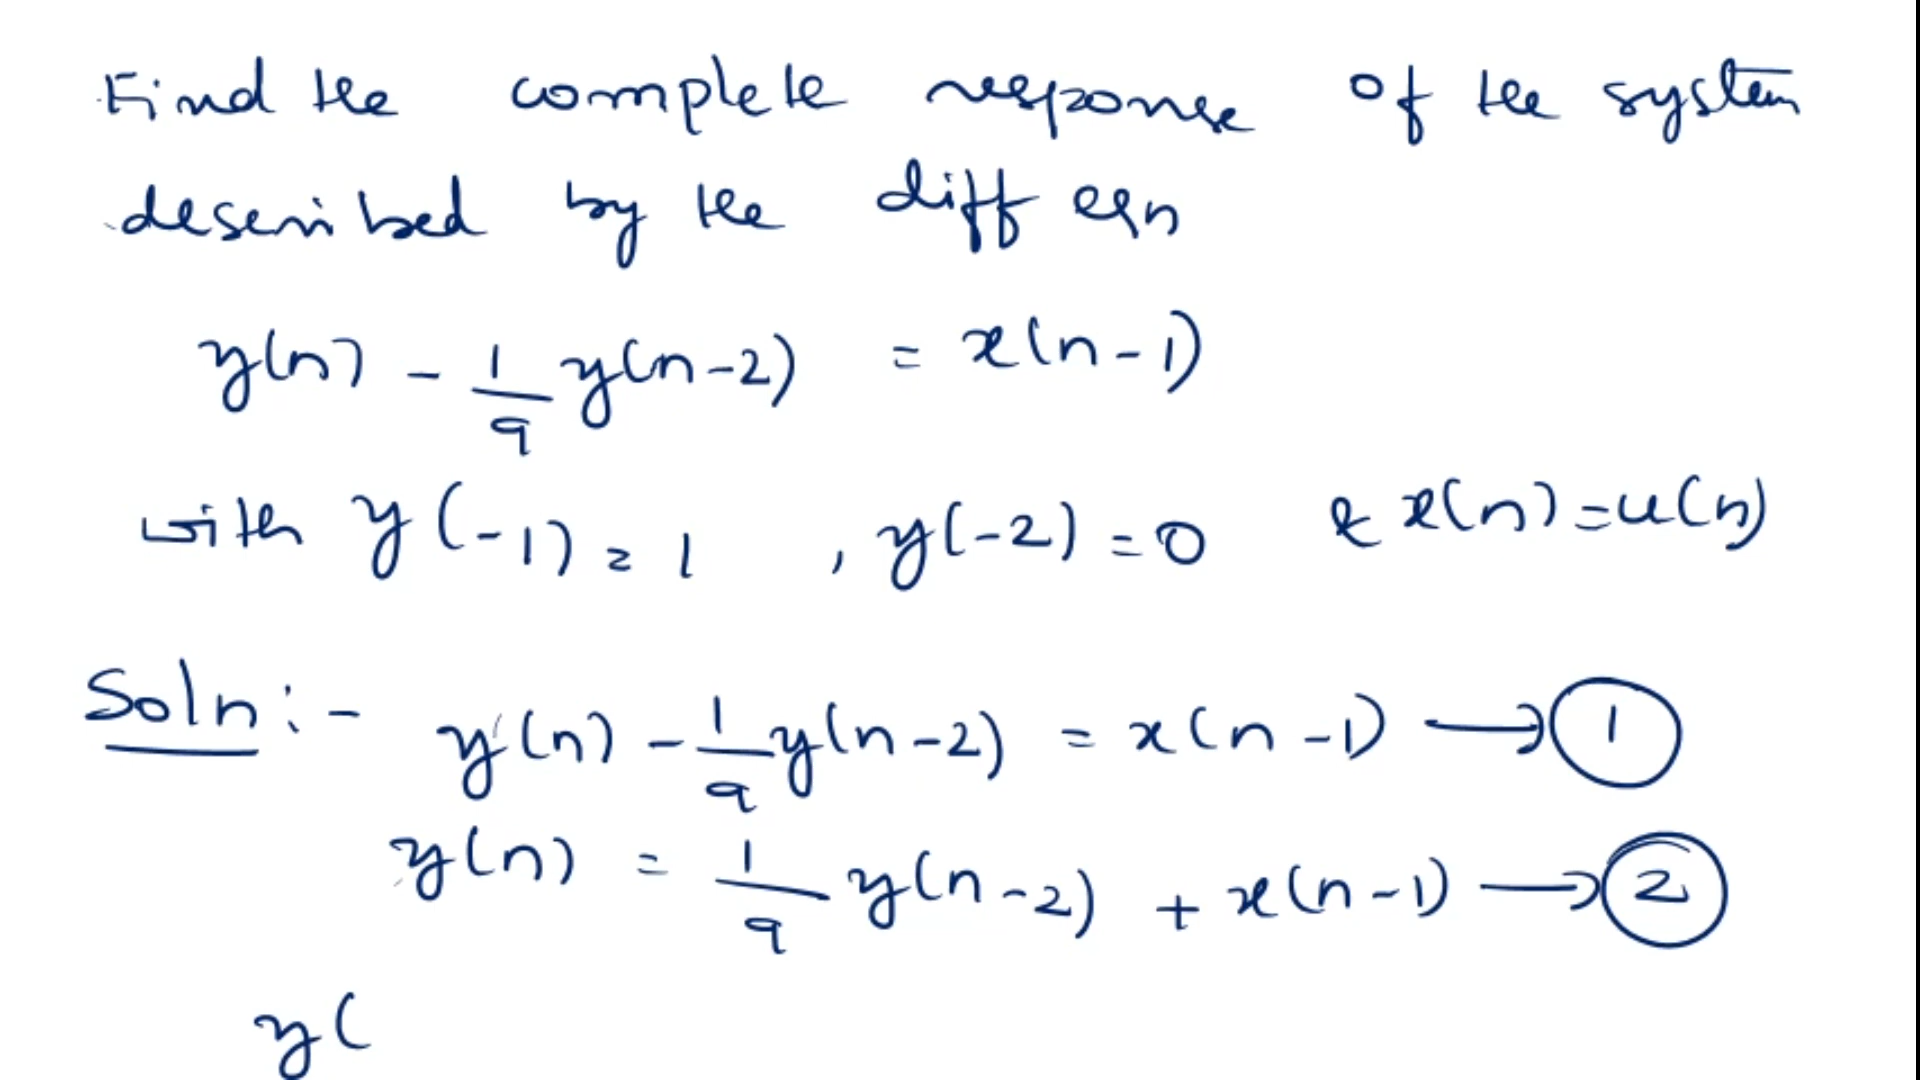 Find the complete response of the system
described by the diff eqn
y(n) - 1/9 y(n-2) = x(n-1)
with y(-1) = 1 , y(-2) = 0 & x(n) = u(n)
Soln :- y(n) - 1/9 y(n-2) = x(n-1) → 1
y(n) = 1/9 y(n-2) + x(n-1) → 2
y(